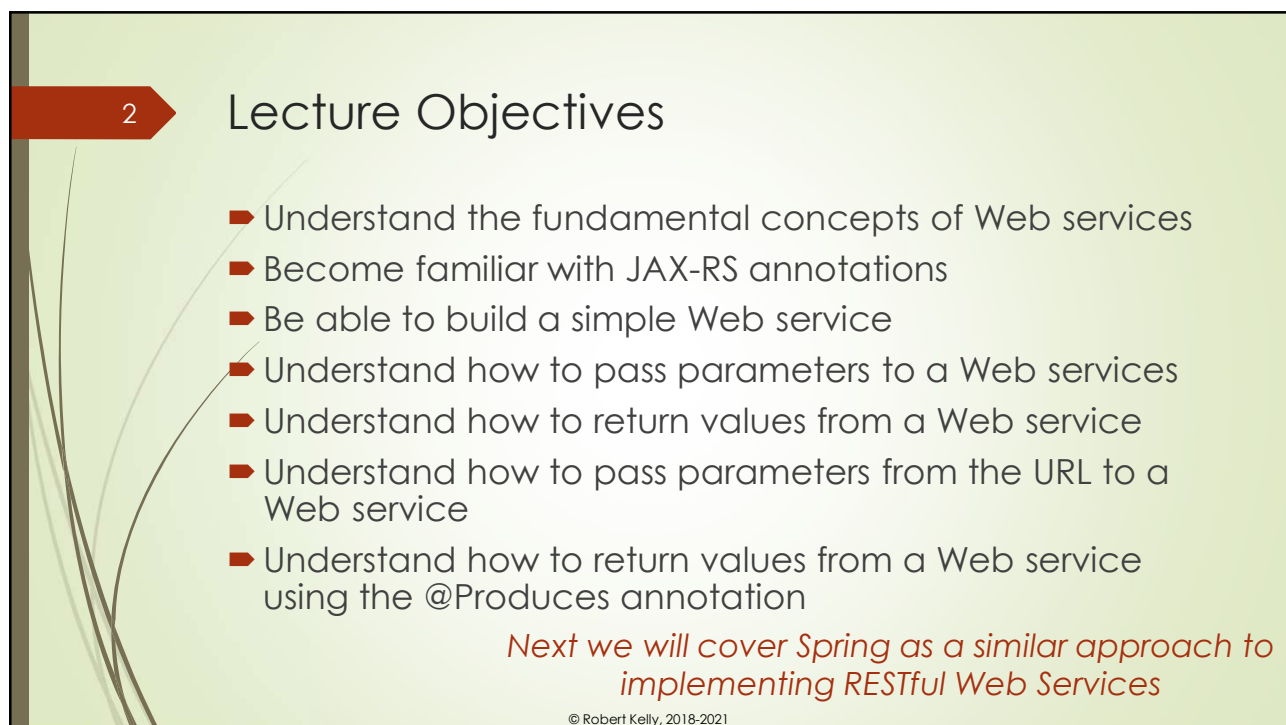 2
Lecture Objectives
Understand the fundamental concepts of Web services
Become familiar with JAX-RS annotations
Be able to build a simple Web service
Understand how to pass parameters to a Web services
Understand how to return values from a Web service
Understand how to pass parameters from the URL to a
Web service
Understand how to return values from a Web service
using the @Produces annotation
Next we will cover Spring as a similar approach to
implementing RESTful Web Services
© Robert Kelly, 2018-2021